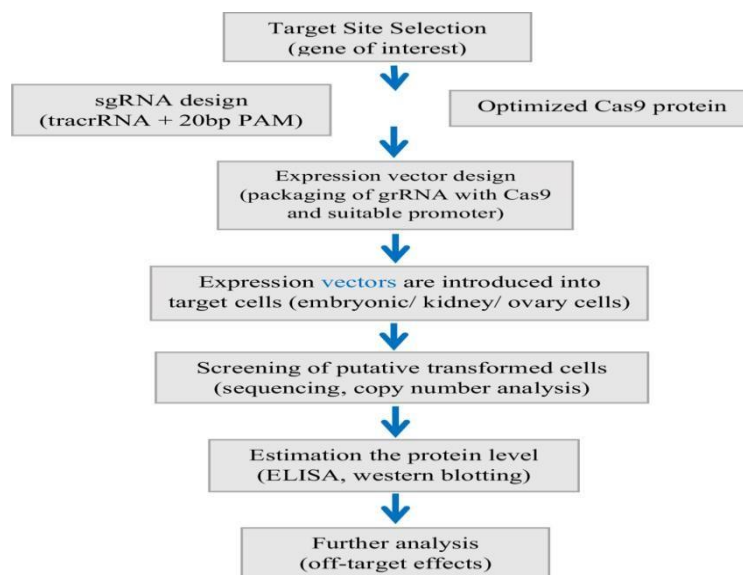 Target Site Selection
(gene of interest)
sgRNA design
(tracrRNA + 20bp PAM)
Optimized Cas9 protein
Expression vector design
(packaging of grRNA with Cas9
and suitable promoter)
Expression vectors are introduced into
target cells (embryonic/ kidney/ ovary cells)
Screening of putative transformed cells
(sequencing, copy number analysis)
Estimation the protein level
(ELISA, western blotting)
Further analysis
(off-target effects)